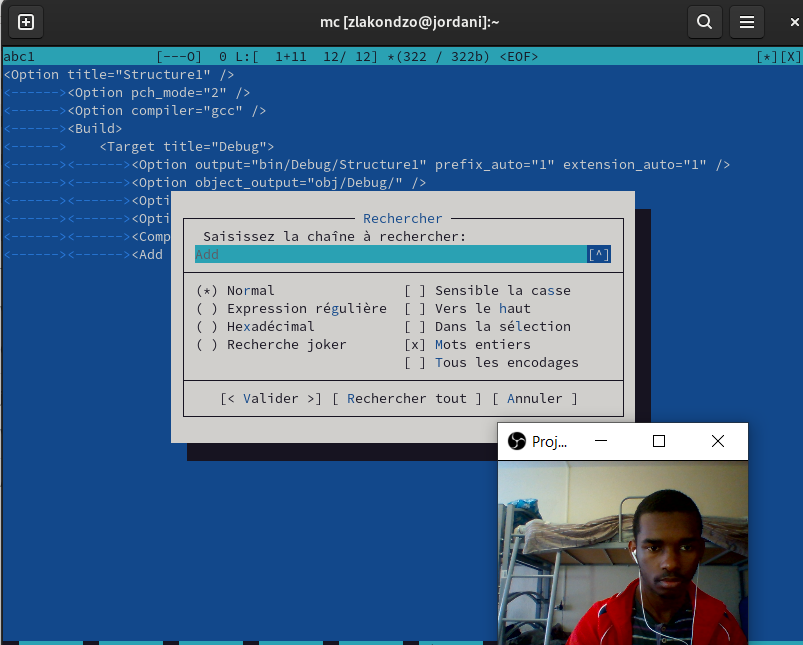 mc [zlakondzo@jordani]:~
abc1 [---O] 0 L:[ 1+11 12/ 12] *(322 / 322b) <EOF> [*][X]
<Option title="Structure1" />
<------><Option pch_mode="2" />
<------><Option compiler="gcc" />
<------><Build>
<------> <Target title="Debug">
<------><------><Option output="bin/Debug/Structure1" prefix_auto="1" extension_auto="1" />
<------><------><Option object_output="obj/Debug/" />
<------><------><Opti
<------><------><Opti
<------><------><Comp
<------><------><Add
Rechercher
Saisissez la chaîne à rechercher:
Add [^]
(*) Normal [ ] Sensible la casse
( ) Expression régulière [ ] Vers le haut
( ) Hexadécimal [ ] Dans la sélection
( ) Recherche joker [x] Mots entiers
[ ] Tous les encodages
[< Valider >] [ Rechercher tout ] [ Annuler ]
Proj...